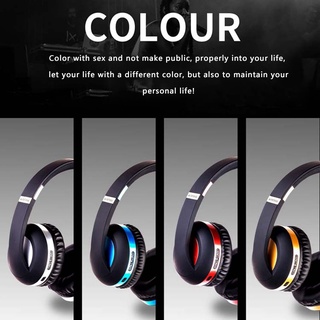 COLOUR
Color with sex and not make public, properly into your life,
let your life with a different color, but also to maintain your
personal life!